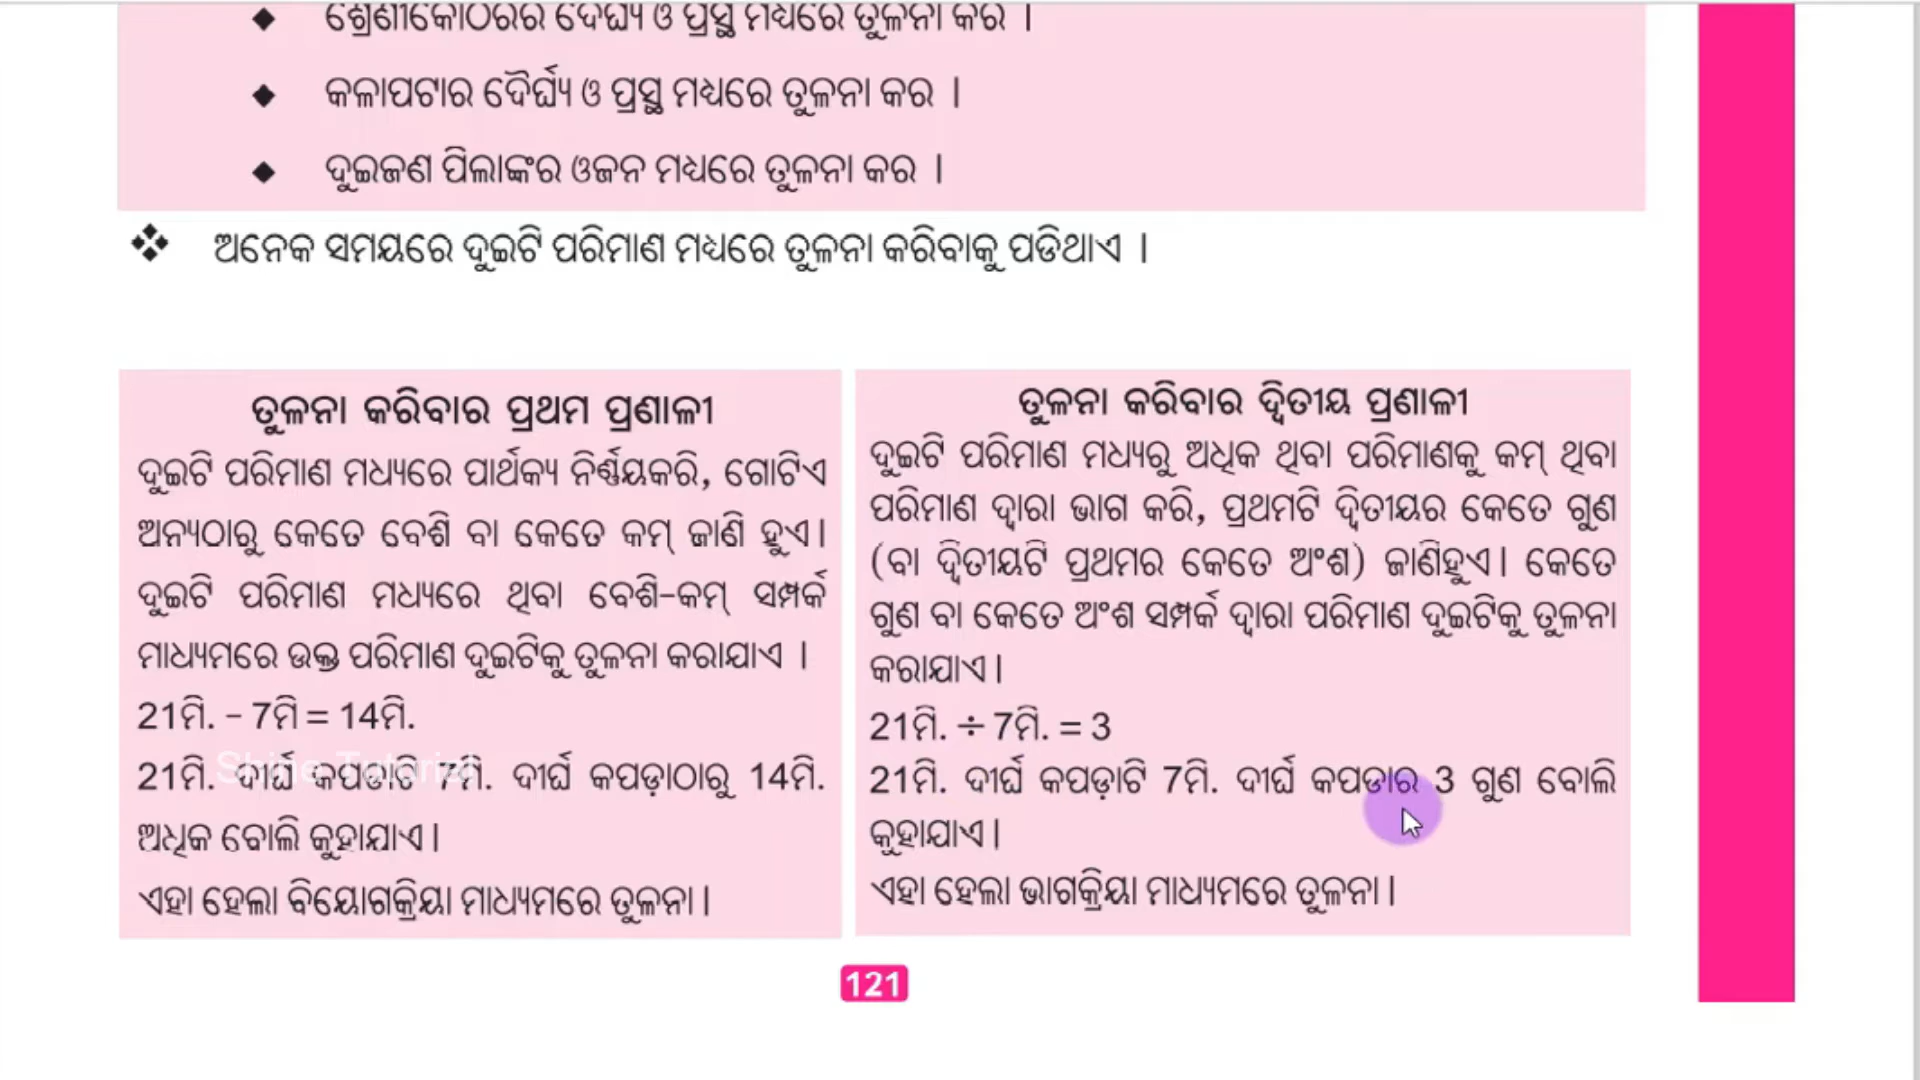 ◆ ଶ୍ରେଣୀକୋଠରୀର ଦୈର୍ଘ୍ୟ ଓ ପ୍ରସ୍ଥ ମଧ୍ୟରେ ତୁଳନା କର ।
◆ କଳାପଟାର ଦୈର୍ଘ୍ୟ ଓ ପ୍ରସ୍ଥ ମଧ୍ୟରେ ତୁଳନା କର ।
◆ ଦୁଇଜଣ ପିଲାଙ୍କର ଓଜନ ମଧ୍ୟରେ ତୁଳନା କର ।
❖ ଅନେକ ସମୟରେ ଦୁଇଟି ପରିମାଣ ମଧ୍ୟରେ ତୁଳନା କରିବାକୁ ପଡିଥାଏ ।
ତୁଳନା କରିବାର ପ୍ରଥମ ପ୍ରଣାଳୀ
ଦୁଇଟି ପରିମାଣ ମଧ୍ୟରେ ପାର୍ଥକ୍ୟ ନିର୍ଣ୍ଣୟକରି, ଗୋଟିଏ
ଅନ୍ୟଠାରୁ କେତେ ବେଶି ବା କେତେ କମ୍ ଜାଣି ହୁଏ।
ଦୁଇଟି ପରିମାଣ ମଧ୍ୟରେ ଥିବା ବେଶି-କମ୍ ସମ୍ପର୍କ
ମାଧ୍ୟମରେ ଉକ୍ତ ପରିମାଣ ଦୁଇଟିକୁ ତୁଳନା କରାଯାଏ ।
21ମି. - 7ମି = 14ମି.
21ମି. ଦୀର୍ଘ କପଡାଟି 7ମି. ଦୀର୍ଘ କପଡ଼ାଠାରୁ 14ମି.
ଅଧିକ ବୋଲି କୁହାଯାଏ।
ଏହା ହେଲା ବିୟୋଗକ୍ରିୟା ମାଧ୍ୟମରେ ତୁଳନା।
Shine Tutorial
ତୁଳନା କରିବାର ଦ୍ୱିତୀୟ ପ୍ରଣାଳୀ
ଦୁଇଟି ପରିମାଣ ମଧ୍ୟରୁ ଅଧିକ ଥିବା ପରିମାଣକୁ କମ୍ ଥିବା
ପରିମାଣ ଦ୍ୱାରା ଭାଗ କରି, ପ୍ରଥମଟି ଦ୍ୱିତୀୟର କେତେ ଗୁଣ
(ବା ଦ୍ୱିତୀୟଟି ପ୍ରଥମର କେତେ ଅଂଶ) ଜାଣିହୁଏ। କେତେ
ଗୁଣ ବା କେତେ ଅଂଶ ସମ୍ପର୍କ ଦ୍ୱାରା ପରିମାଣ ଦୁଇଟିକୁ ତୁଳନା
କରାଯାଏ।
21ମି. ÷ 7ମି. = 3
21ମି. ଦୀର୍ଘ କପଡ଼ାଟି 7ମି. ଦୀର୍ଘ କପଡାର 3 ଗୁଣ ବୋଲି
କୁହାଯାଏ।
ଏହା ହେଲା ଭାଗକ୍ରିୟା ମାଧ୍ୟମରେ ତୁଳନା।
121